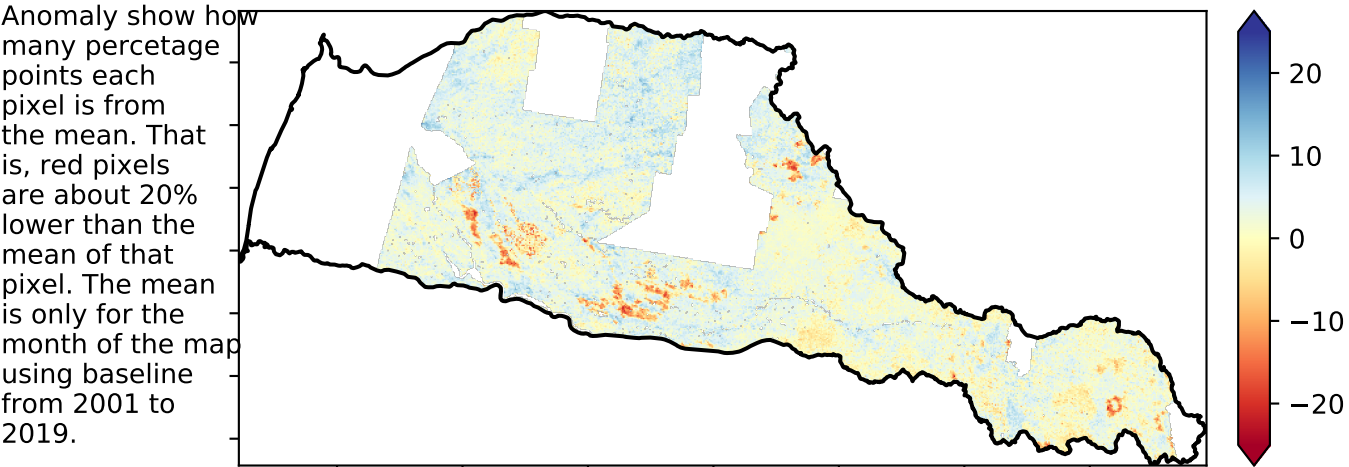 Anomaly show how
many percetage
points each
pixel is from
the mean. That
is, red pixels
are about 20%
lower than the
mean of that
pixel. The mean
is only for the
month of the map
using baseline
from 2001 to
2019.
20
10
0
−10
−20